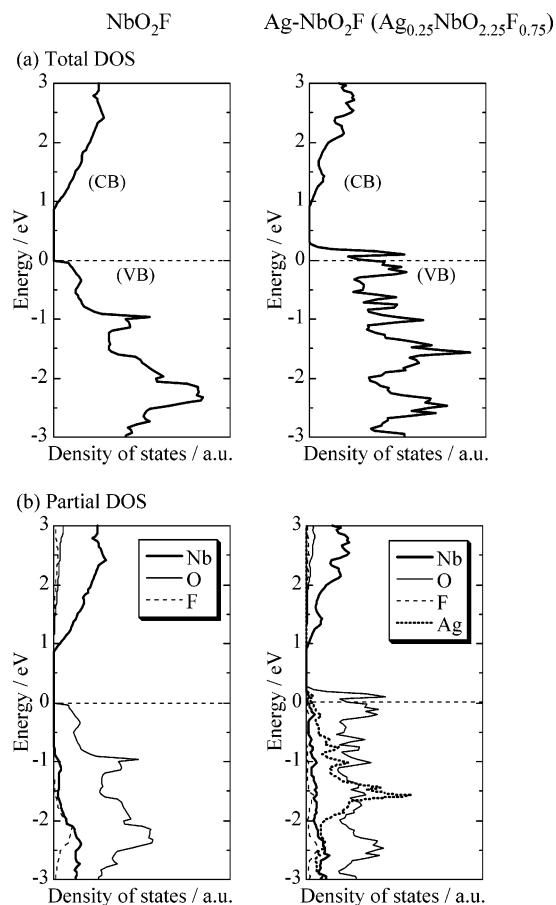 NbO₂F Ag-NbO₂F (Ag₀.₂₅NbO₂.₂₅F₀.₇₅)
(a) Total DOS
3
2
1
0
-1
-2
-3
Energy / eV
(CB)
(VB)
Density of states / a.u.
3
2
1
0
-1
-2
-3
Energy / eV
(CB)
(VB)
Density of states / a.u.
(b) Partial DOS
3
2
1
0
-1
-2
-3
Energy / eV
Nb
O
F
Density of states / a.u.
3
2
1
0
-1
-2
-3
Energy / eV
Nb
O
F
Ag
Density of states / a.u.